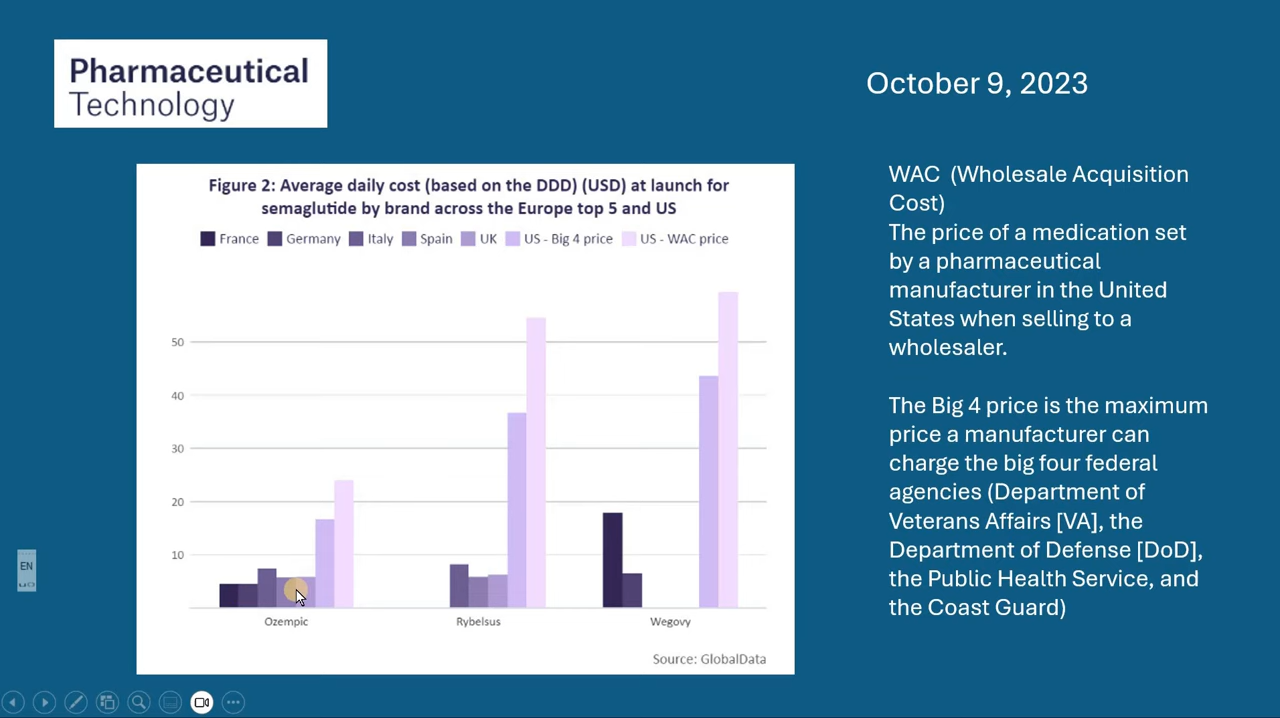 Pharmaceutical
Technology
October 9, 2023
Figure 2: Average daily cost (based on the DDD) (USD) at launch for
semaglutide by brand across the Europe top 5 and US
France Germany Italy Spain UK US - Big 4 price US - WAC price
50
40
30
20
10
Ozempic Rybelsus Wegovy
Source: GlobalData
WAC (Wholesale Acquisition
Cost)
The price of a medication set
by a pharmaceutical
manufacturer in the United
States when selling to a
wholesaler.
The Big 4 price is the maximum
price a manufacturer can
charge the big four federal
agencies (Department of
Veterans Affairs [VA], the
Department of Defense [DoD],
the Public Health Service, and
the Coast Guard)
EN